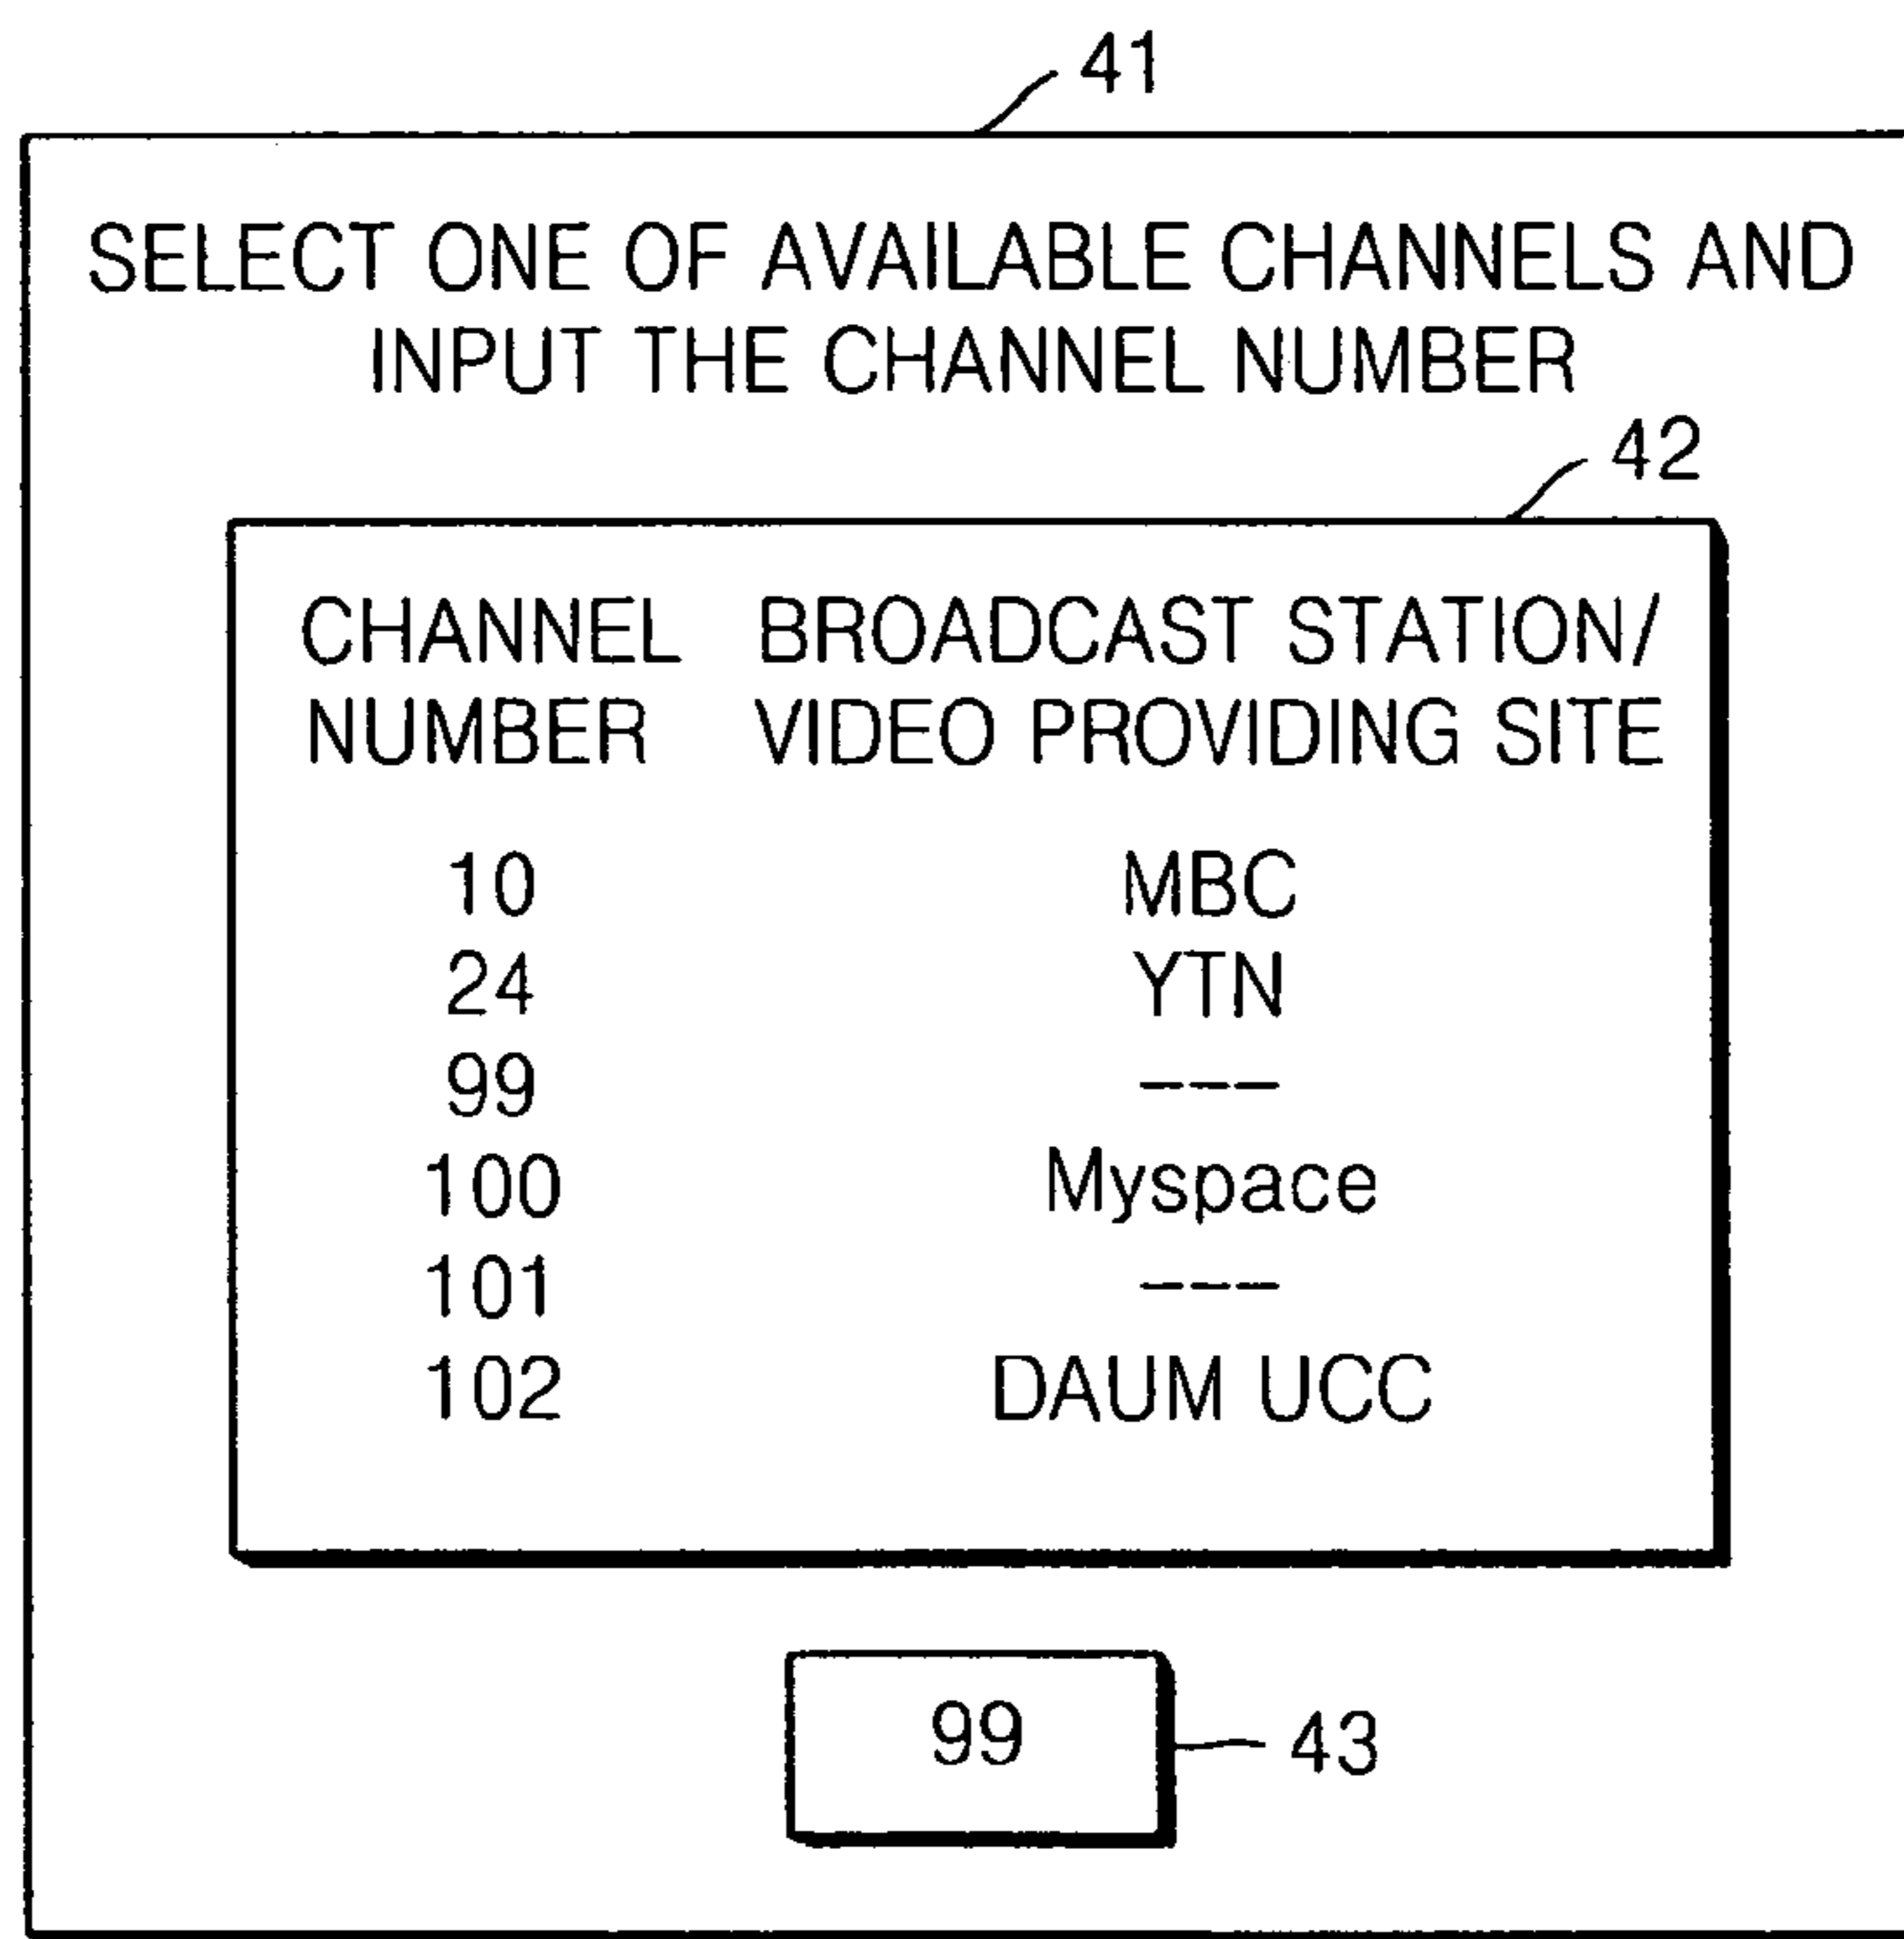 41
SELECT ONE OF AVAILABLE CHANNELS AND
INPUT THE CHANNEL NUMBER
42
CHANNEL BROADCAST STATION/
NUMBER VIDEO PROVIDING SITE
10 MBC
24 YTN
99 ---
100 Myspace
101 ---
102 DAUM UCC
99 43